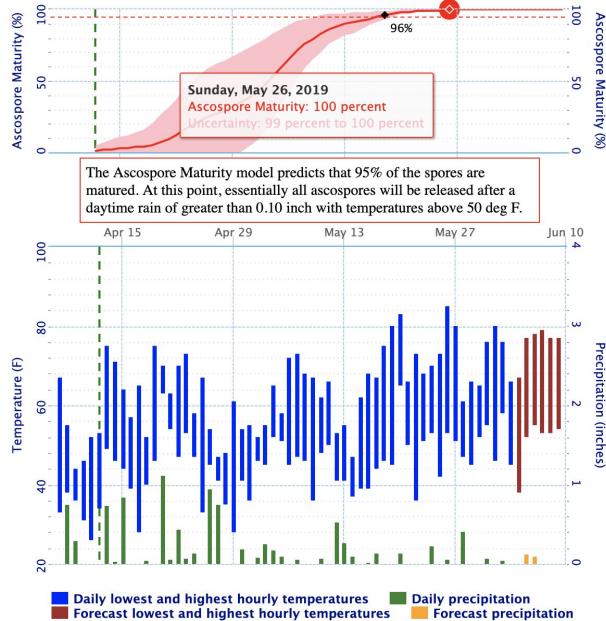 100
50
0
Ascospore Maturity (%)
100
50
0
Ascospore Maturity (%)
96%
Sunday, May 26, 2019
Ascospore Maturity: 100 percent
Uncertainty: 99 percent to 100 percent
The Ascospore Maturity model predicts that 95% of the spores are
matured. At this point, essentially all ascospores will be released after a
daytime rain of greater than 0.10 inch with temperatures above 50 deg F.
Apr 15 Apr 29 May 13 May 27 Jun 10
100
80
60
40
20
Temperature (F)
4
3
2
1
0
Precipitation (inches)
Daily lowest and highest hourly temperatures Daily precipitation
Forecast lowest and highest hourly temperatures Forecast precipitation